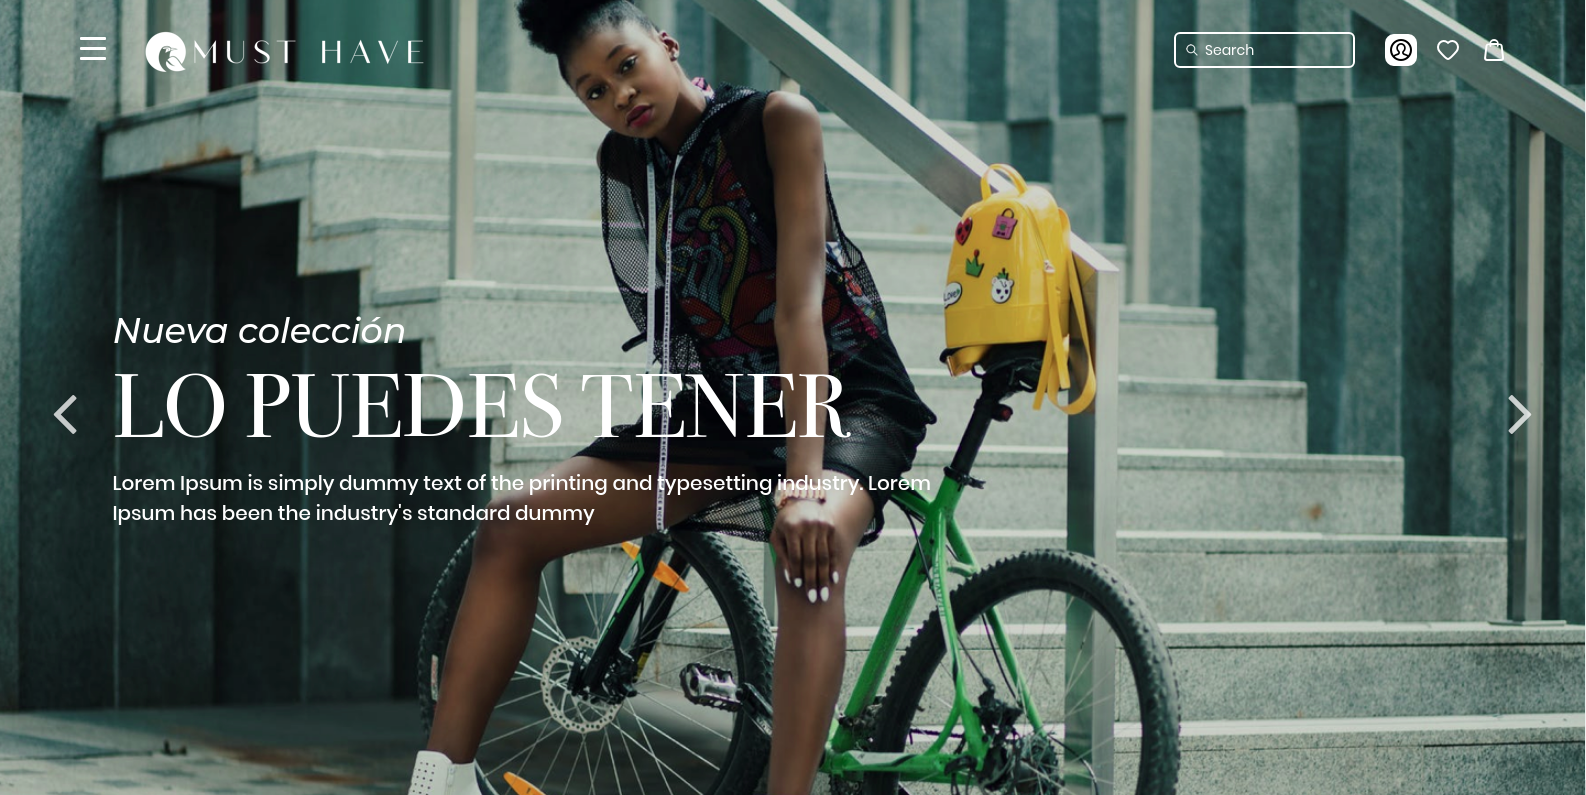 MUST HAVE
Search
Nueva colección
LO PUEDES TENER
Lorem Ipsum is simply dummy text of the printing and typesetting industry. Lorem
Ipsum has been the industry's standard dummy